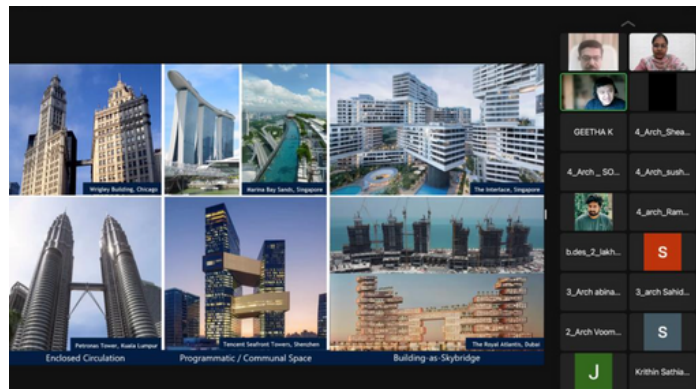 Wrigley Building, Chicago
Marina Bay Sands, Singapore
The Interlace, Singapore
Petronas Tower, Kuala Lumpur
Tencent Seafront Towers, Shenzhen
The Royal Atlantis, Dubai
Enclosed Circulation
Programmatic / Communal Space
Building-as-Skybridge
GEETHA K
4_Arch_Shea...
4_Arch _ SO...
4_Arch_sush...
4_arch_Ram...
b.des_2_lakh...
S
3_Arch abina...
3_arch Sahid...
2_Arch Voom...
S
J
Krithin Sathia...